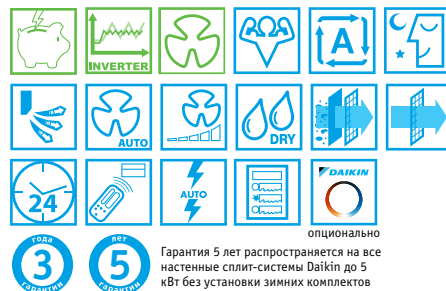 INVERTER
A
AUTO
DRY
24
AUTO
DAIKIN
опционально
года
3
гарантии
лет
5
гарантии
Гарантия 5 лет распространяется на все
настенные сплит-системы Daikin до 5
кВт без установки зимних комплектов